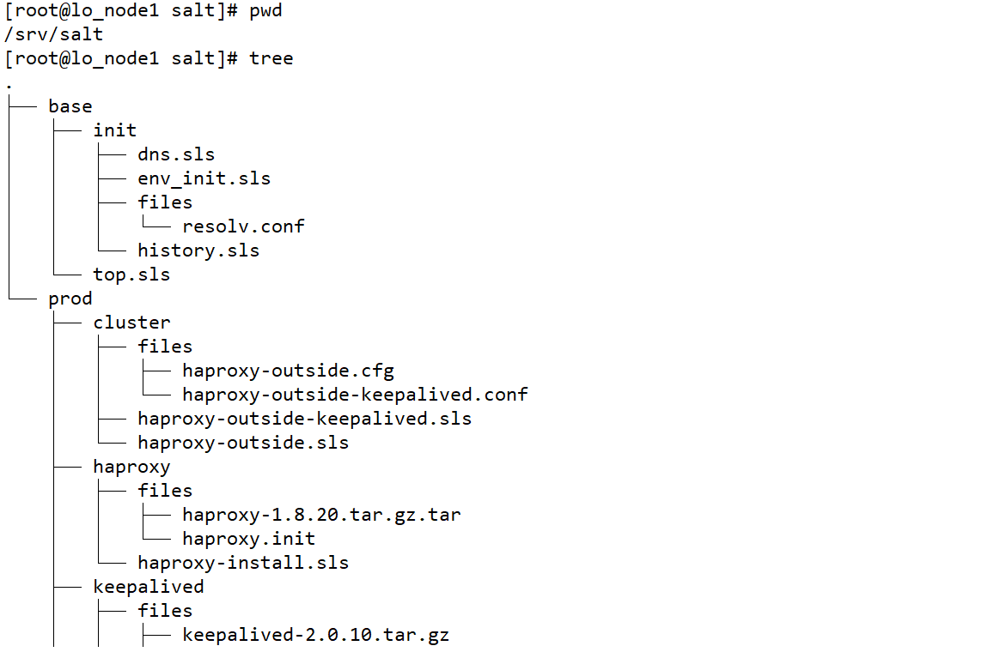 [root@lo_node1 salt]# pwd
/srv/salt
[root@lo_node1 salt]# tree
.
├── base
│   ├── init
│   │   ├── dns.sls
│   │   ├── env_init.sls
│   │   ├── files
│   │   │   └── resolv.conf
│   │   └── history.sls
│   └── top.sls
└── prod
    ├── cluster
    │   ├── files
    │   │   ├── haproxy-outside.cfg
    │   │   └── haproxy-outside-keepalived.conf
    │   ├── haproxy-outside-keepalived.sls
    │   └── haproxy-outside.sls
    ├── haproxy
    │   ├── files
    │   │   ├── haproxy-1.8.20.tar.gz.tar
    │   │   └── haproxy.init
    │   └── haproxy-install.sls
    ├── keepalived
    │   ├── files
    │   │   ├── keepalived-2.0.10.tar.gz